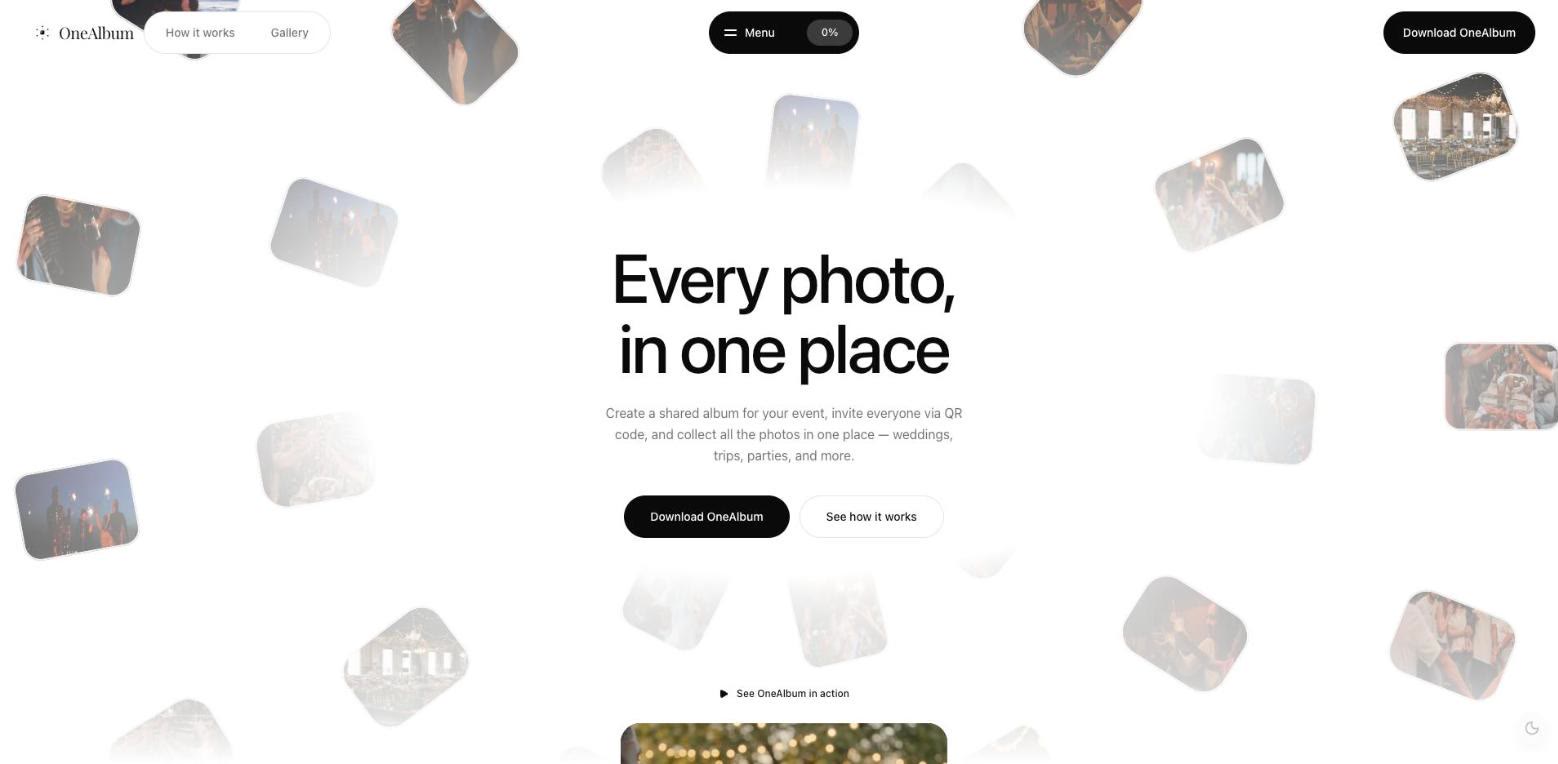 OneAlbum
How it works
Gallery
Menu
0%
Download OneAlbum
Every photo,
in one place
Create a shared album for your event, invite everyone via QR
code, and collect all the photos in one place — weddings,
trips, parties, and more.
Download OneAlbum
See how it works
See OneAlbum in action